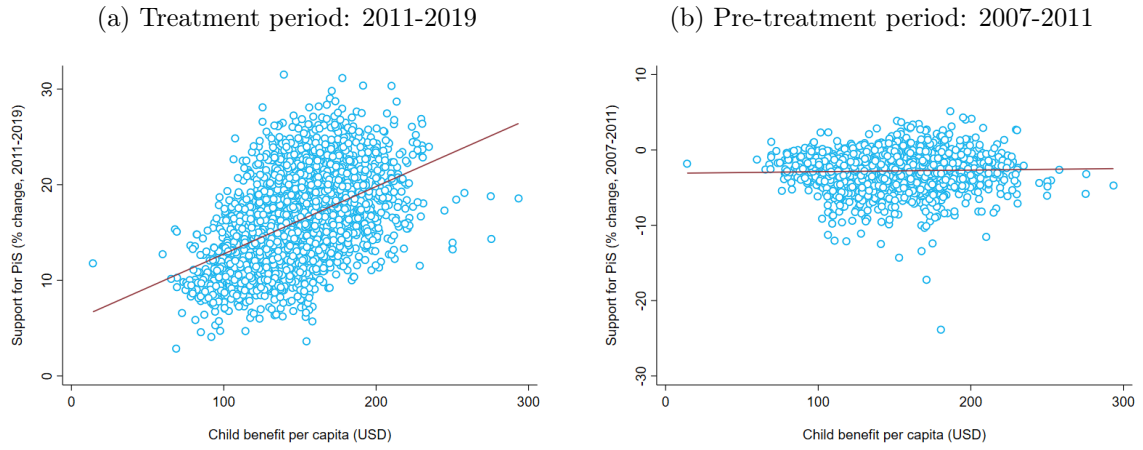 (a) Treatment period: 2011-2019
Support for PiS (% change, 2011-2019)
30
20
10
0
0
100
200
300
Child benefit per capita (USD)
(b) Pre-treatment period: 2007-2011
Support for PiS (% change, 2007-2011)
10
0
-10
-20
-30
0
100
200
300
Child benefit per capita (USD)